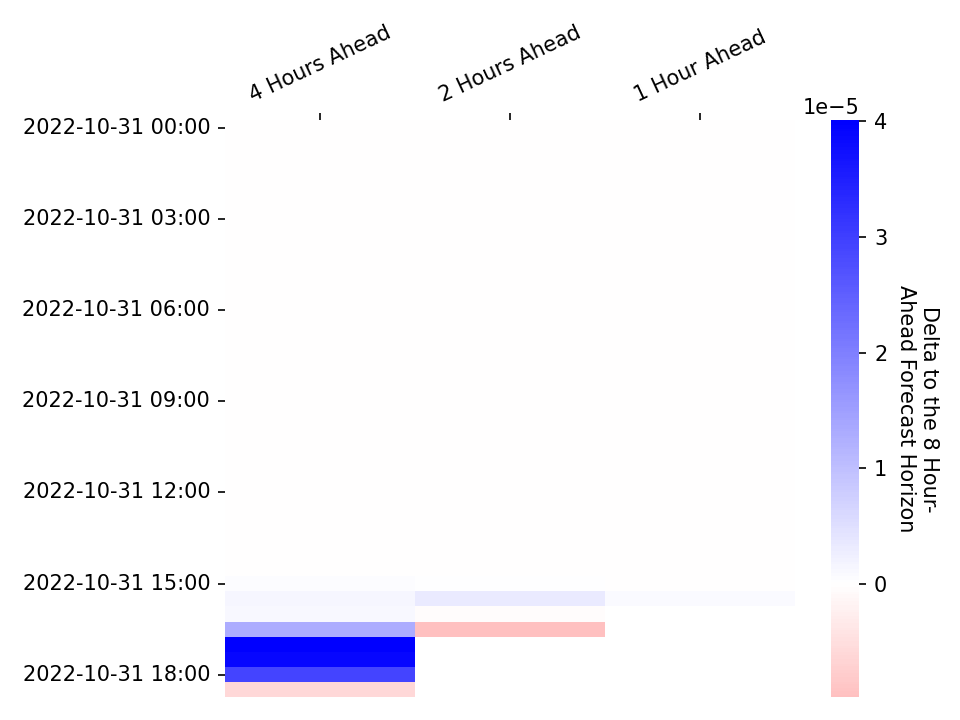 4 Hours Ahead
2 Hours Ahead
1 Hour Ahead
1e−5
2022-10-31 00:00
2022-10-31 03:00
2022-10-31 06:00
2022-10-31 09:00
2022-10-31 12:00
2022-10-31 15:00
2022-10-31 18:00
4
3
2
1
0
Delta to the 8 Hour-
Ahead Forecast Horizon